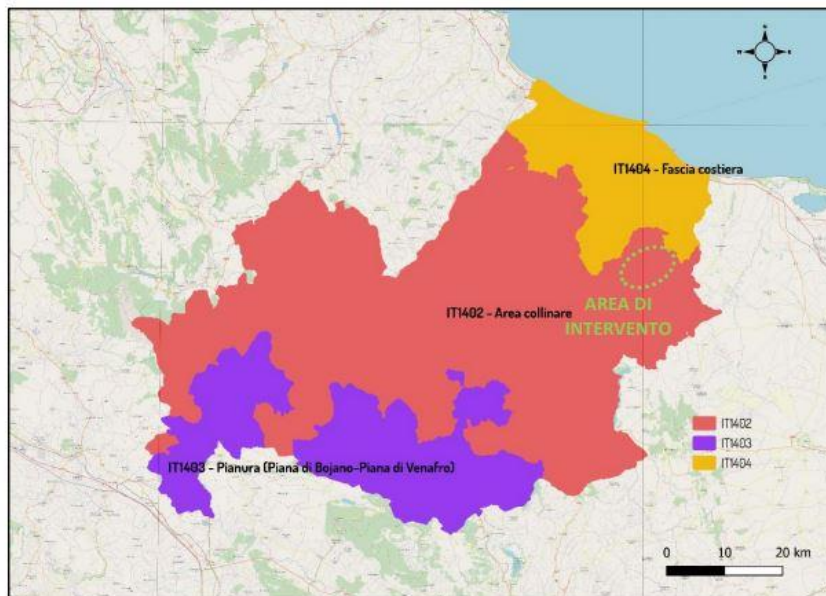 IT1404 - Fascia costiera
AREA DI
INTERVENTO
IT1402 - Area collinare
IT1403 - Pianura (Piana di Bojano-Piana di Venafro)
IT1402
IT1403
IT1404
0 10 20 km